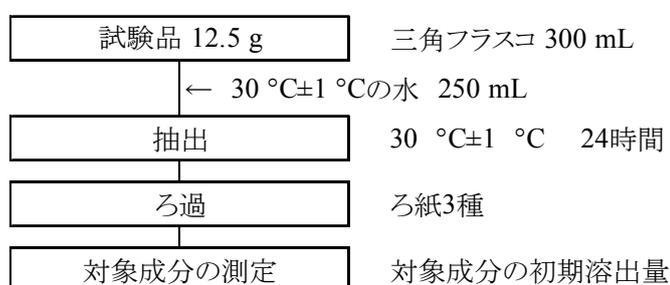 試験品 12.5 g 三角フラスコ 300 mL
← 30 °C±1 °Cの水 250 mL
抽出 30 °C±1 °C 24時間
ろ過 ろ紙3種
対象成分の測定 対象成分の初期溶出量